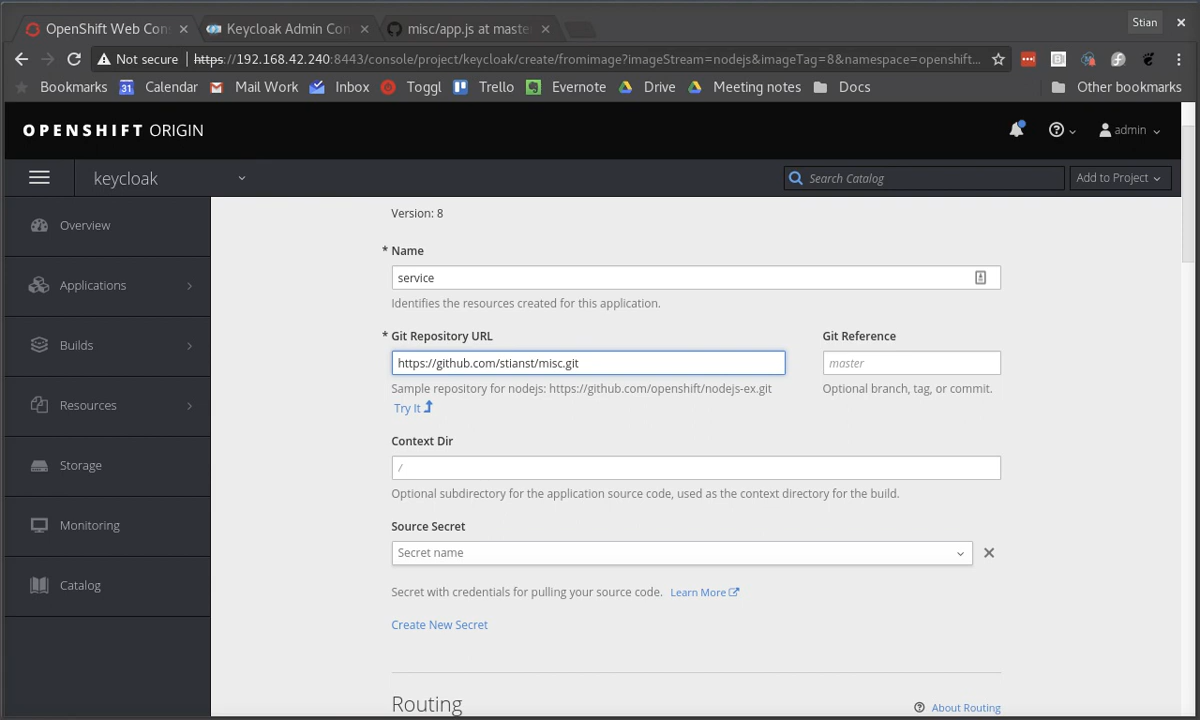 OpenShift Web Con
Keycloak Admin Con
misc/app.js at maste
Stian
Not secure https://192.168.42.240:8443/console/project/keycloak/create/fromimage?imageStream=nodejs&imageTag=8&namespace=openshift...
Bookmarks Calendar Mail Work Inbox Toggl Trello Evernote Drive Meeting notes Docs Other bookmarks
OPENSHIFT ORIGIN
admin
keycloak
Search Catalog
Add to Project
Overview
Applications
Builds
Resources
Storage
Monitoring
Catalog
Version: 8
* Name
service
Identifies the resources created for this application.
* Git Repository URL
https://github.com/stianst/misc.git
Sample repository for nodejs: https://github.com/openshift/nodejs-ex.git
Try It
Git Reference
master
Optional branch, tag, or commit.
Context Dir
/
Optional subdirectory for the application source code, used as the context directory for the build.
Source Secret
Secret name
Secret with credentials for pulling your source code. Learn More
Create New Secret
Routing
About Routing